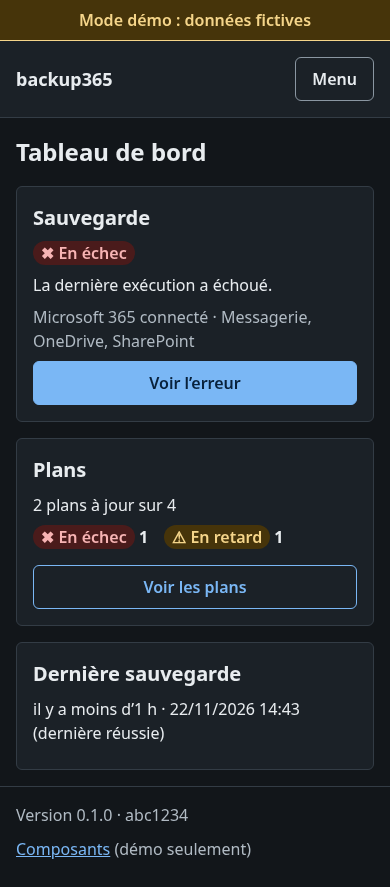 Mode démo : données fictives
backup365
Menu
Tableau de bord
Sauvegarde
✖ En échec
La dernière exécution a échoué.
Microsoft 365 connecté · Messagerie,
OneDrive, SharePoint
Voir l’erreur
Plans
2 plans à jour sur 4
✖ En échec 1 ⚠ En retard 1
Voir les plans
Dernière sauvegarde
il y a moins d’1 h · 22/11/2026 14:43
(dernière réussie)
Version 0.1.0 · abc1234
Composants (démo seulement)